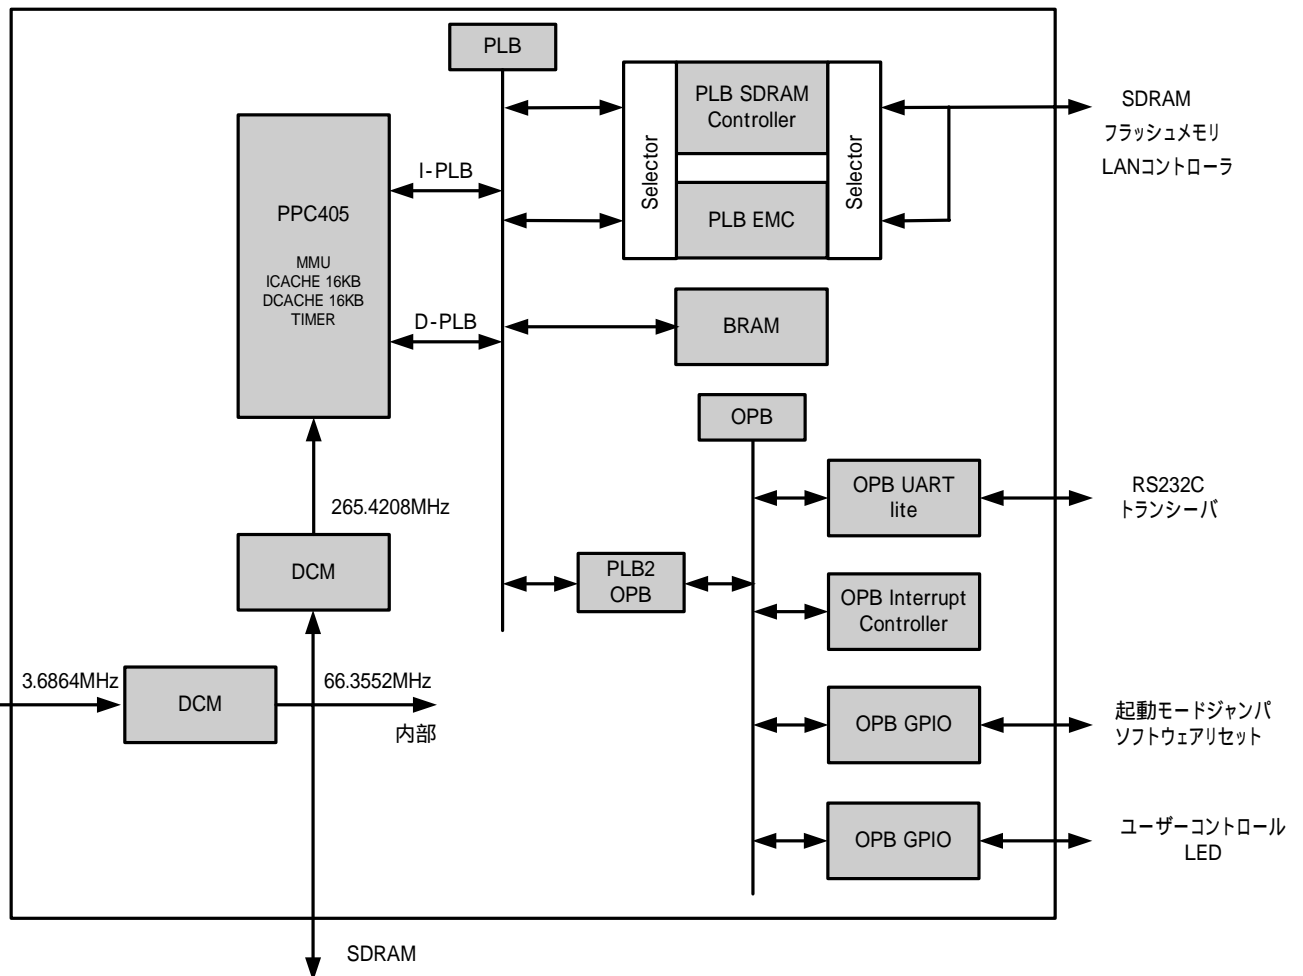 PLB
PLB SDRAM
Controller
Selector
Selector
PLB EMC
SDRAM
フラッシュメモリ
LANコントローラ
I-PLB
PPC405
MMU
ICACHE 16KB
DCACHE 16KB
TIMER
D-PLB
BRAM
OPB
OPB UART
lite
RS232C
トランシーバ
265.4208MHz
DCM
PLB2
OPB
OPB Interrupt
Controller
3.6864MHz
DCM
66.3552MHz
内部
OPB GPIO
起動モードジャンパ
ソフトウェアリセット
OPB GPIO
ユーザーコントロール
LED
SDRAM